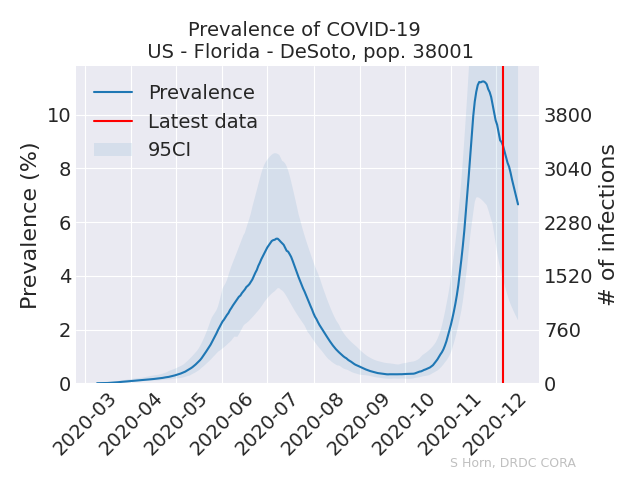 Prevalence of COVID-19
US - Florida - DeSoto, pop. 38001
Prevalence
Latest data
95CI
Prevalence (%)
10
8
6
4
2
0
# of infections
3800
3040
2280
1520
760
0
2020-03
2020-04
2020-05
2020-06
2020-07
2020-08
2020-09
2020-10
2020-11
2020-12
S Horn, DRDC CORA